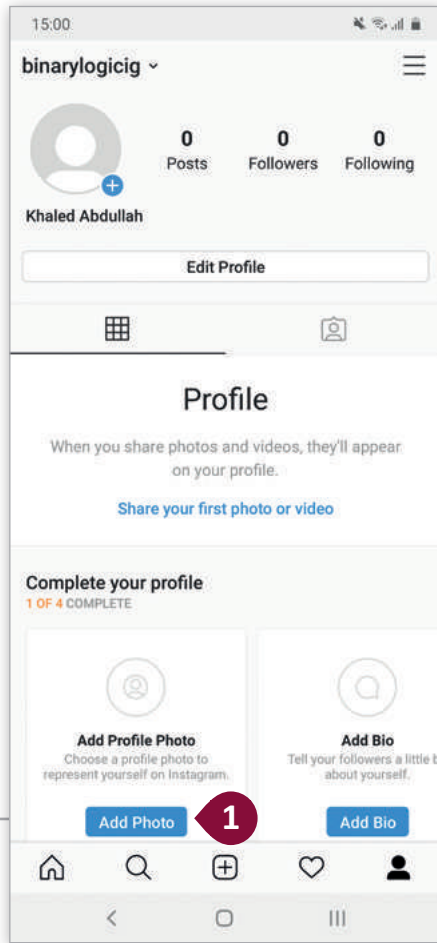 15:00
binarylogicig
0 0 0
Posts Followers Following
Khaled Abdullah
Edit Profile
Profile
When you share photos and videos, they'll appear
on your profile.
Share your first photo or video
Complete your profile
1 OF 4 COMPLETE
Add Profile Photo
Choose a profile photo to
represent yourself on Instagram.
Add Photo
1
Add Bio
Tell your followers a little b
about yourself.
Add Bio